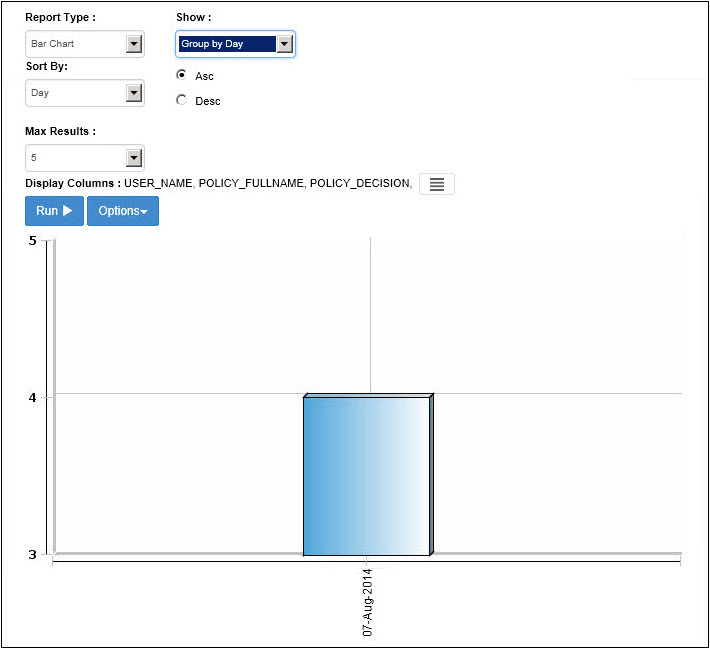 Report Type : Show :
Bar Chart Group by Day
Sort By: Asc
Day Desc
Max Results :
5
Display Columns : USER_NAME, POLICY_FULLNAME, POLICY_DECISION,
Run Options
5
4
3
07-Aug-2014